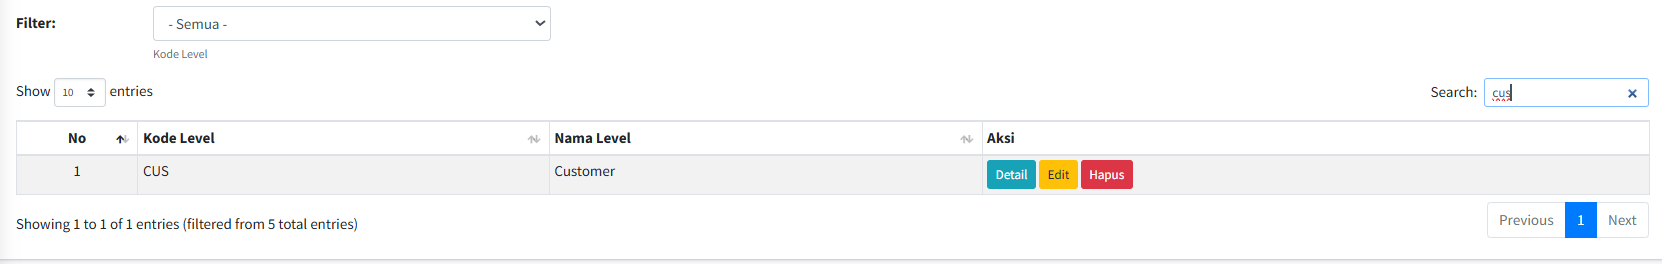 Filter: - Semua -
Kode Level
Show 10 entries Search: cus
No Kode Level Nama Level Aksi
1 CUS Customer Detail Edit Hapus
Showing 1 to 1 of 1 entries (filtered from 5 total entries) Previous 1 Next